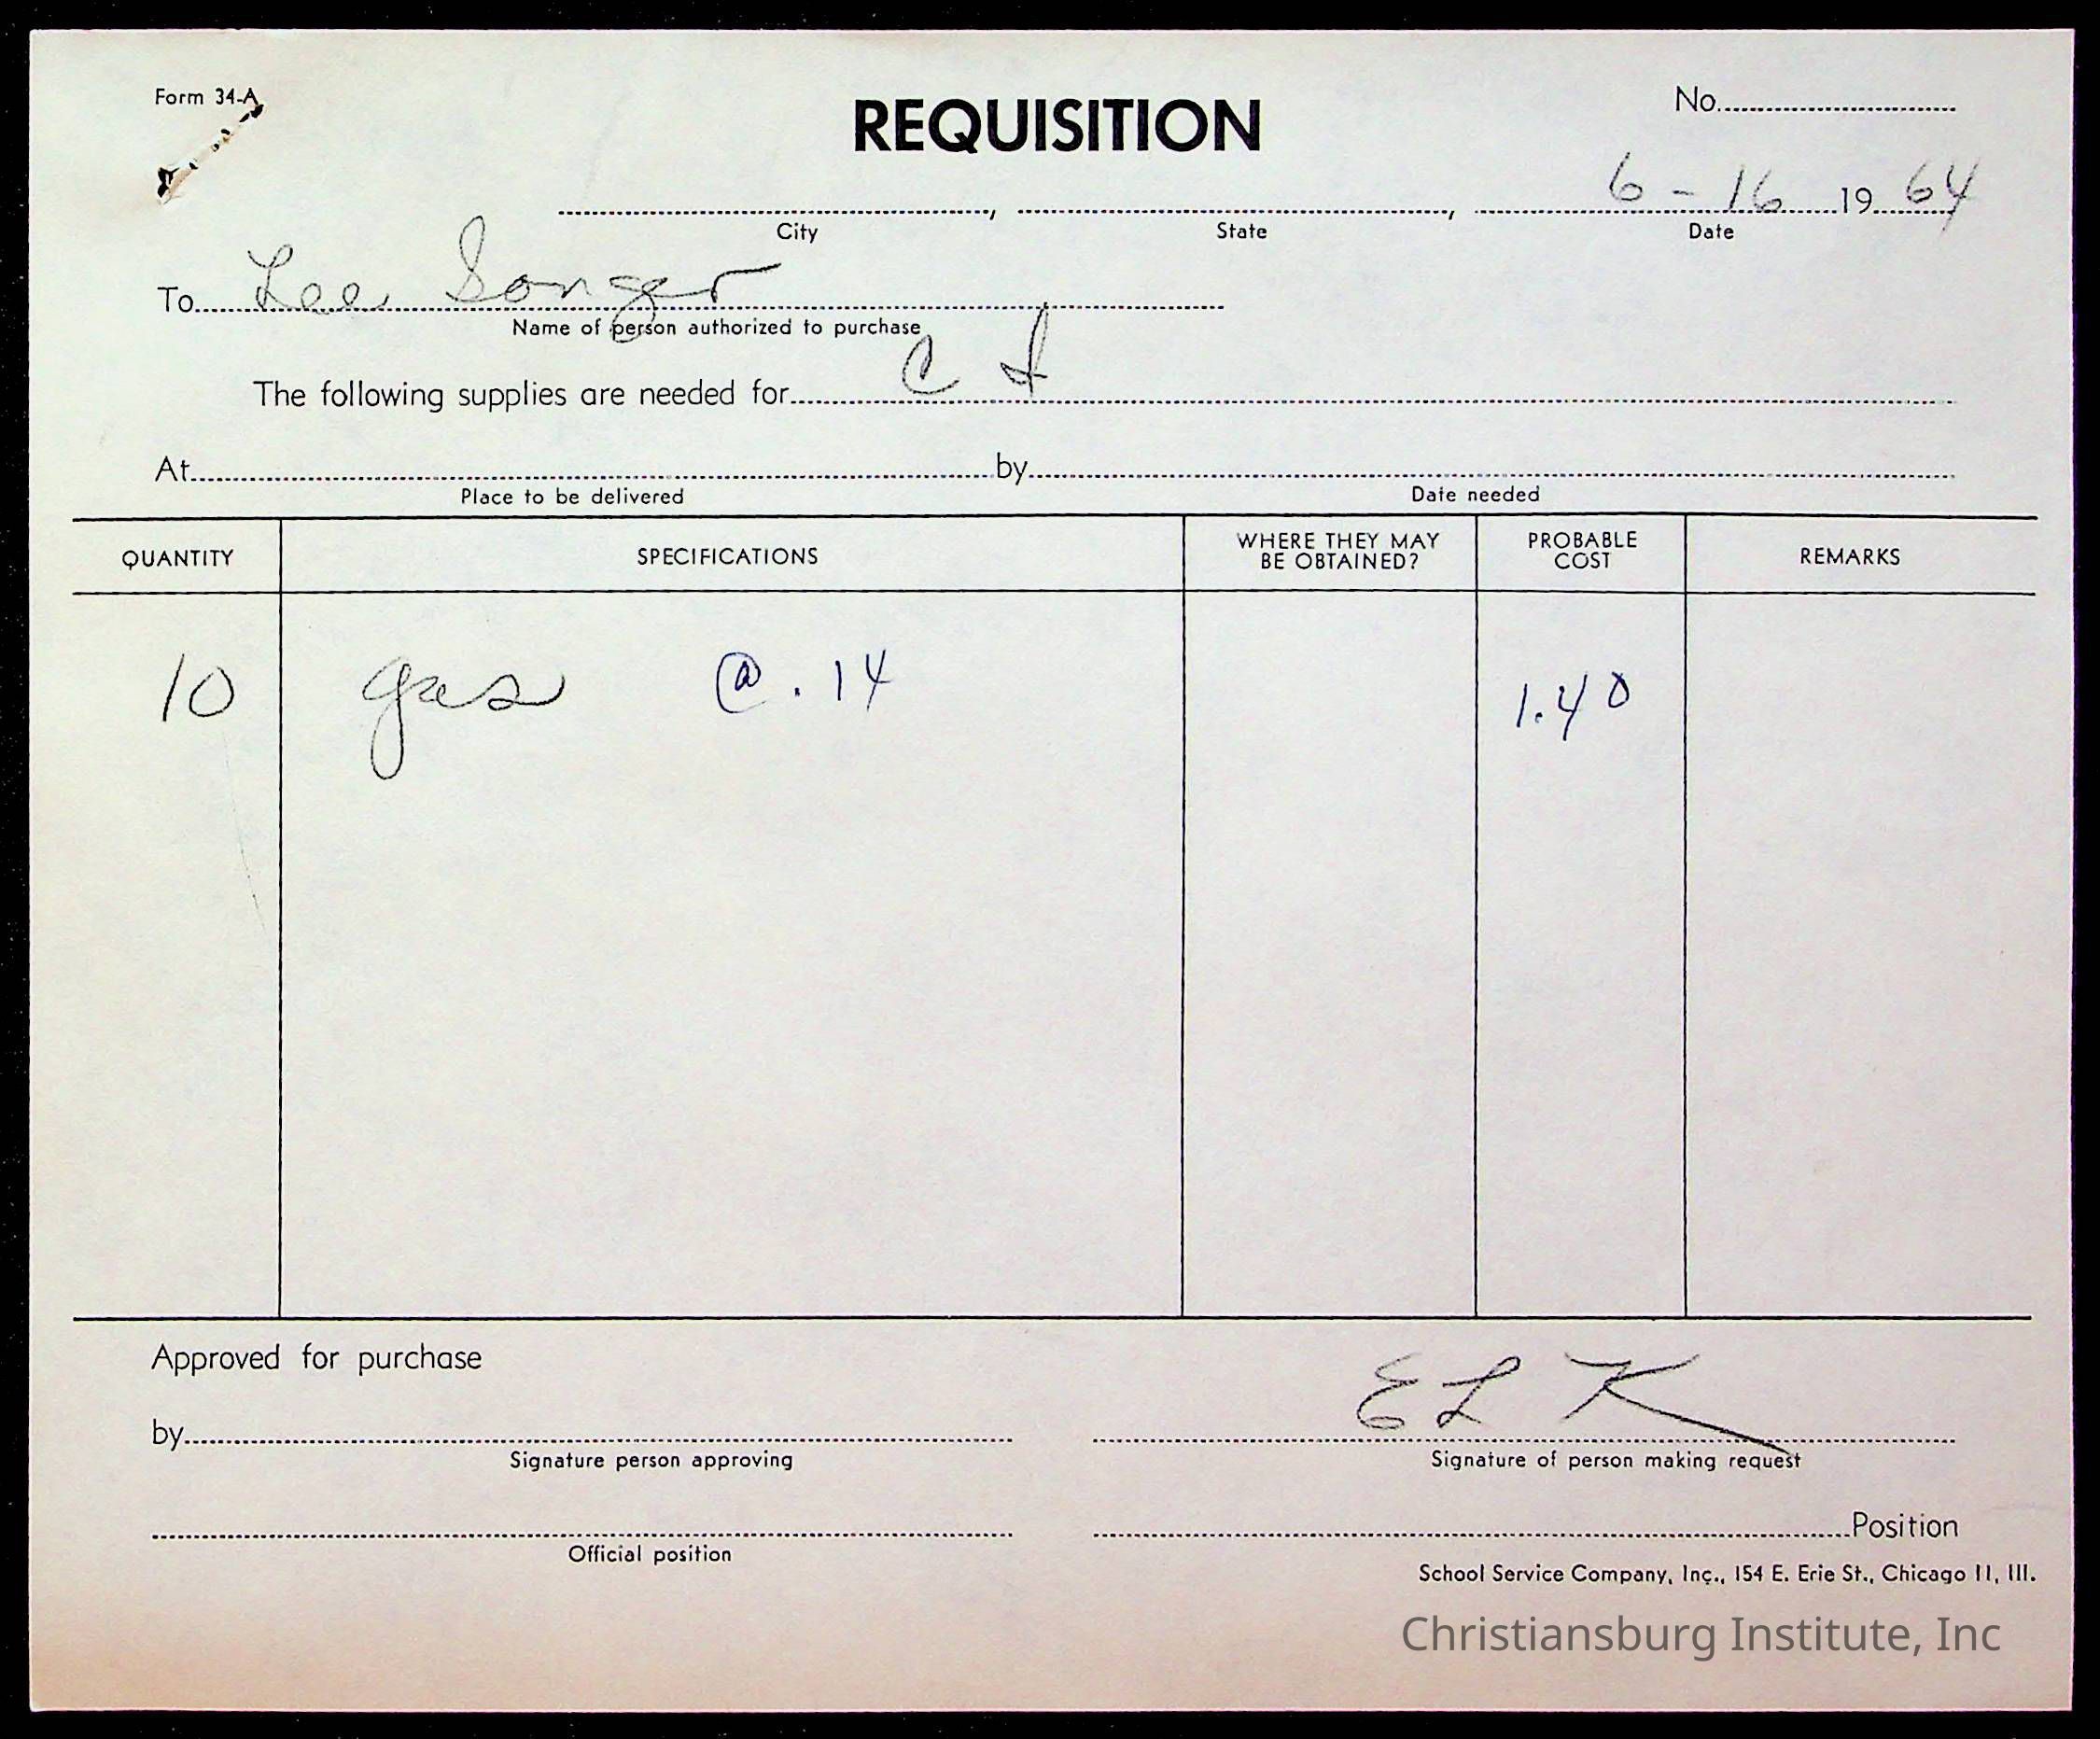 Form 34-A
REQUISITION
No.
6 - 16 19 64
City State Date
To Lee Songer
Name of person authorized to purchase
The following supplies are needed for C I
At by
Place to be delivered Date needed
QUANTITY SPECIFICATIONS WHERE THEY MAY BE OBTAINED? PROBABLE COST REMARKS
10 gas @ .14 1.40
Approved for purchase
E L K
by
Signature person approving Signature of person making request
Position
Official position
School Service Company, Inc., 154 E. Erie St., Chicago 11, Ill.
Christiansburg Institute, Inc